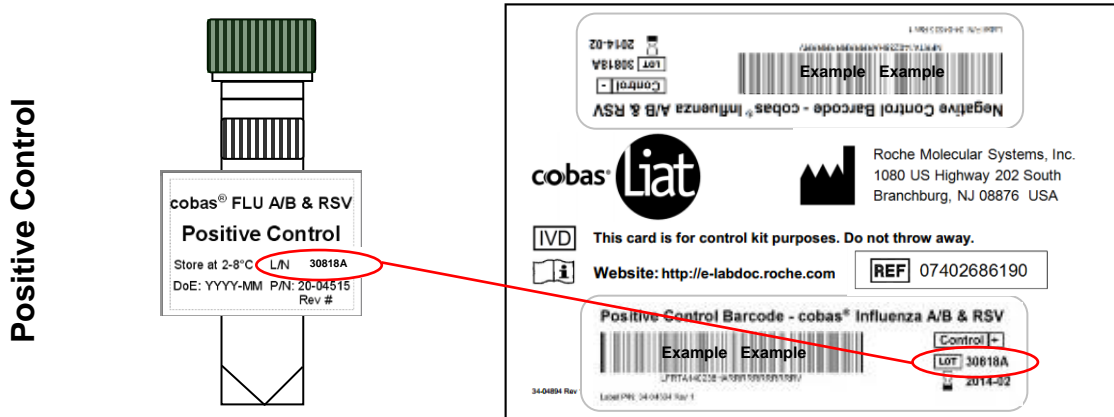 Positive Control
cobas® FLU A/B & RSV
Positive Control
Store at 2-8°C L/N 30818A
DoE: YYYY-MM P/N: 20-04515
Rev #
Negative Control Barcode - cobas® Influenza A/B & RSV
Example Example
Control -
LOT 30818A
2014-02
cobas®
Liat
Roche Molecular Systems, Inc.
1080 US Highway 202 South
Branchburg, NJ 08876 USA
IVD This card is for control kit purposes. Do not throw away.
i Website: http://e-labdoc.roche.com
REF 07402686190
Positive Control Barcode - cobas® Influenza A/B & RSV
Example Example
Control +
LOT 30818A
2014-02
34-04894 Rev